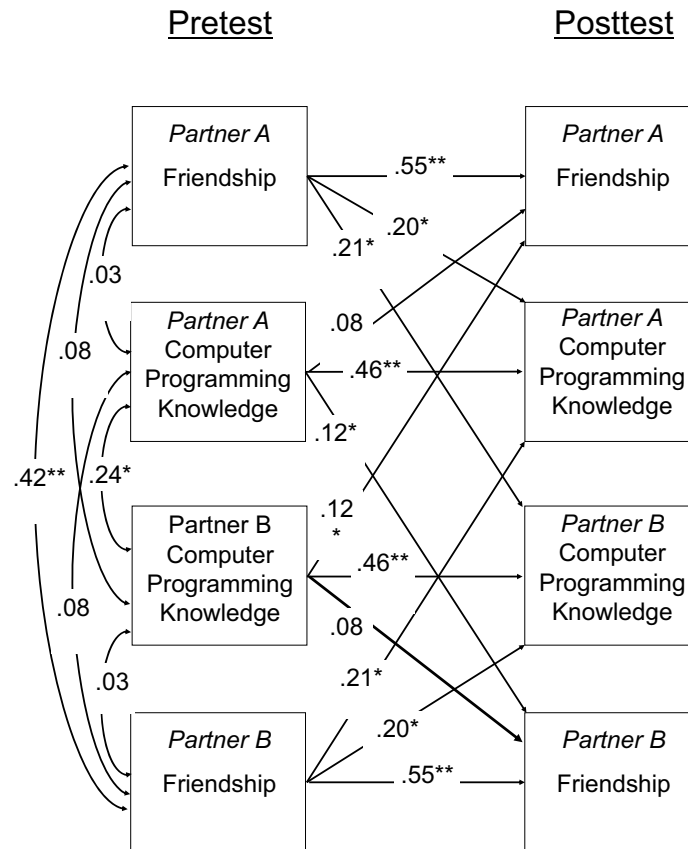 Pretest
Posttest
Partner A
Friendship
Partner A
Friendship
.55**
.20*
.21*
.03
Partner A
Computer
Programming
Knowledge
.08
Partner A
Computer
Programming
Knowledge
.08
.46**
.12*
.42**
.24*
Partner B
Computer
Programming
Knowledge
.12
*
Partner B
Computer
Programming
Knowledge
.46**
.08
.08
.03
.21*
.20*
Partner B
Friendship
Partner B
Friendship
.55**